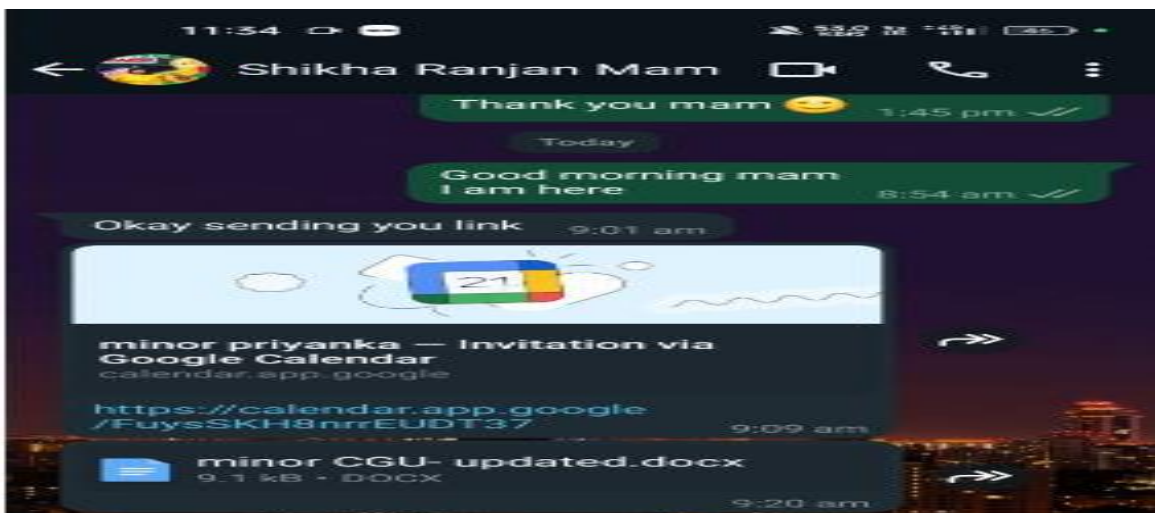 11:34
Shikha Ranjan Mam
Thank you mam 😊 1:45 pm
Today
Good morning mam
I am here 8:54 am
Okay sending you link 9:01 am
21
minor priyanka — Invitation via
Google Calendar
calendar.app.google
https://calendar.app.google
/FuysSKH8nrrEUDT37 9:09 am
minor CGU- updated.docx
9.1 kB • DOCX
9:20 am